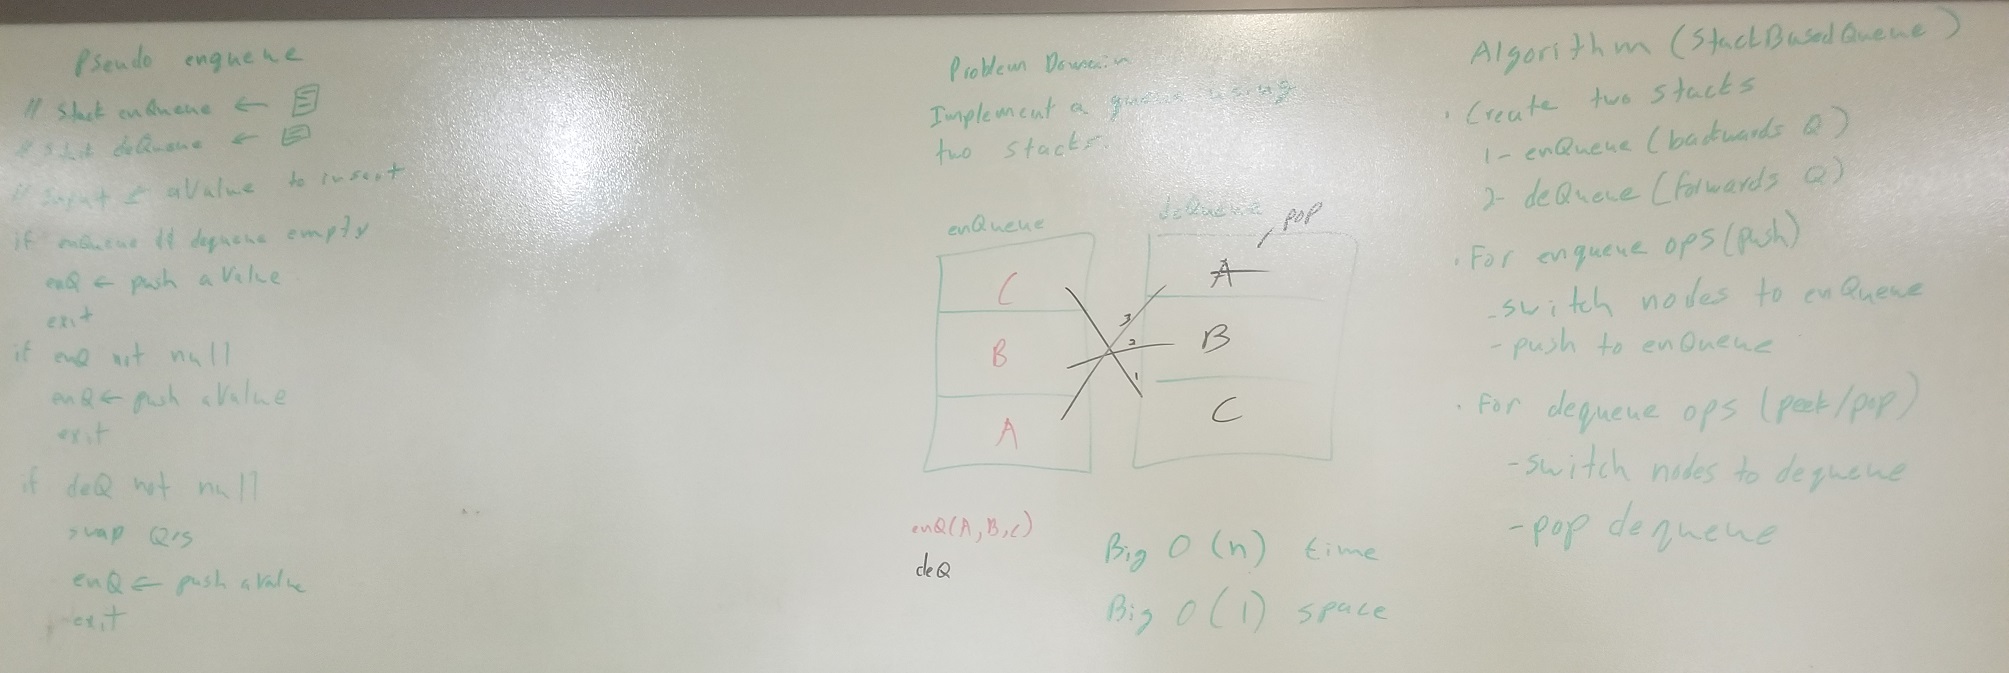 Pseudo enqueue
// Stack enQueue ←
// Stack deQueue ←
// input ← aValue to insert
if enQueue && dequeue empty
enQ ← push aValue
exit
if enQ not null
enQ ← push aValue
exit
if deQ not null
swap Q's
enQ ← push aValue
exit
Problem Domain
Implement a queue using
two stacks.
enQueue
deQueue
pop
C
B
A
3
2
1
A
B
C
enQ(A,B,C)
deQ
Big O (n) time
Big O (1) space
Algorithm (StackBasedQueue)
· Create two stacks
1- enQueue (backwards Q)
2- deQueue (forwards Q)
· For enqueue ops (push)
- switch nodes to enQueue
- push to enQueue
· For dequeue ops (peek/pop)
- switch nodes to dequeue
- pop dequeue